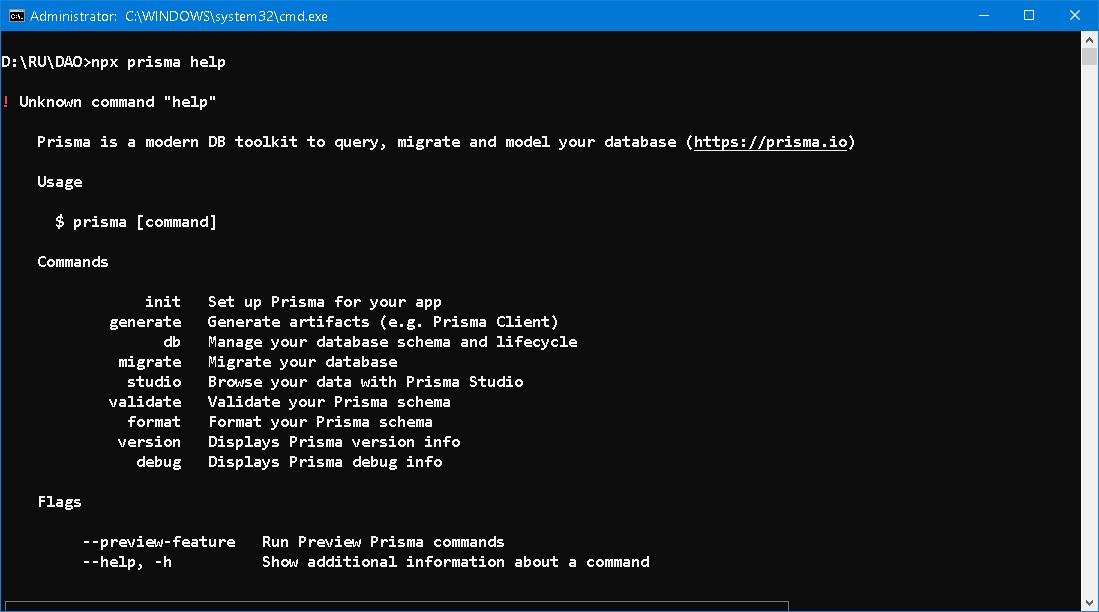 Administrator: C:\WINDOWS\system32\cmd.exe
D:\RU\DAO>npx prisma help
! Unknown command "help"
Prisma is a modern DB toolkit to query, migrate and model your database (https://prisma.io)
Usage
$ prisma [command]
Commands
init Set up Prisma for your app
generate Generate artifacts (e.g. Prisma Client)
db Manage your database schema and lifecycle
migrate Migrate your database
studio Browse your data with Prisma Studio
validate Validate your Prisma schema
format Format your Prisma schema
version Displays Prisma version info
debug Displays Prisma debug info
Flags
--preview-feature Run Preview Prisma commands
--help, -h Show additional information about a command